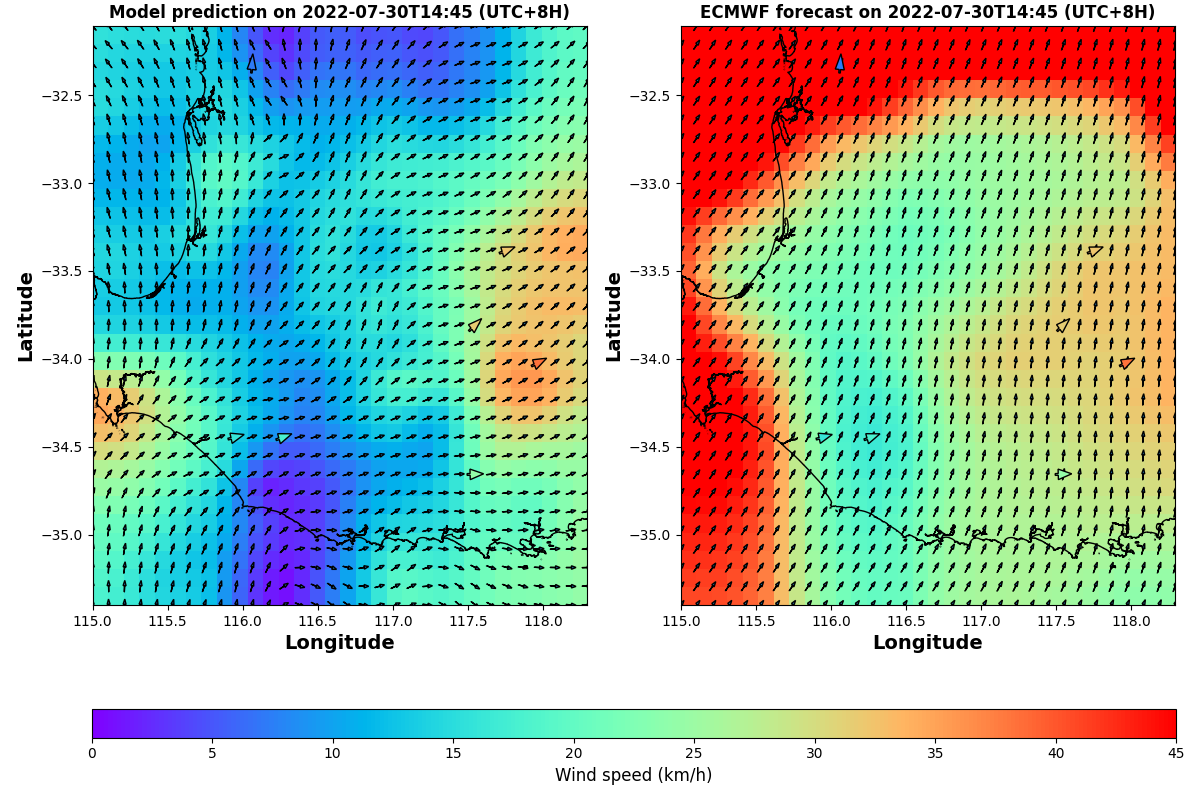 Model prediction on 2022-07-30T14:45 (UTC+8H)
ECMWF forecast on 2022-07-30T14:45 (UTC+8H)
Latitude
−32.5
−33.0
−33.5
−34.0
−34.5
−35.0
115.0 115.5 116.0 116.5 117.0 117.5 118.0
Longitude
Latitude
−32.5
−33.0
−33.5
−34.0
−34.5
−35.0
115.0 115.5 116.0 116.5 117.0 117.5 118.0
Longitude
0 5 10 15 20 25 30 35 40 45
Wind speed (km/h)